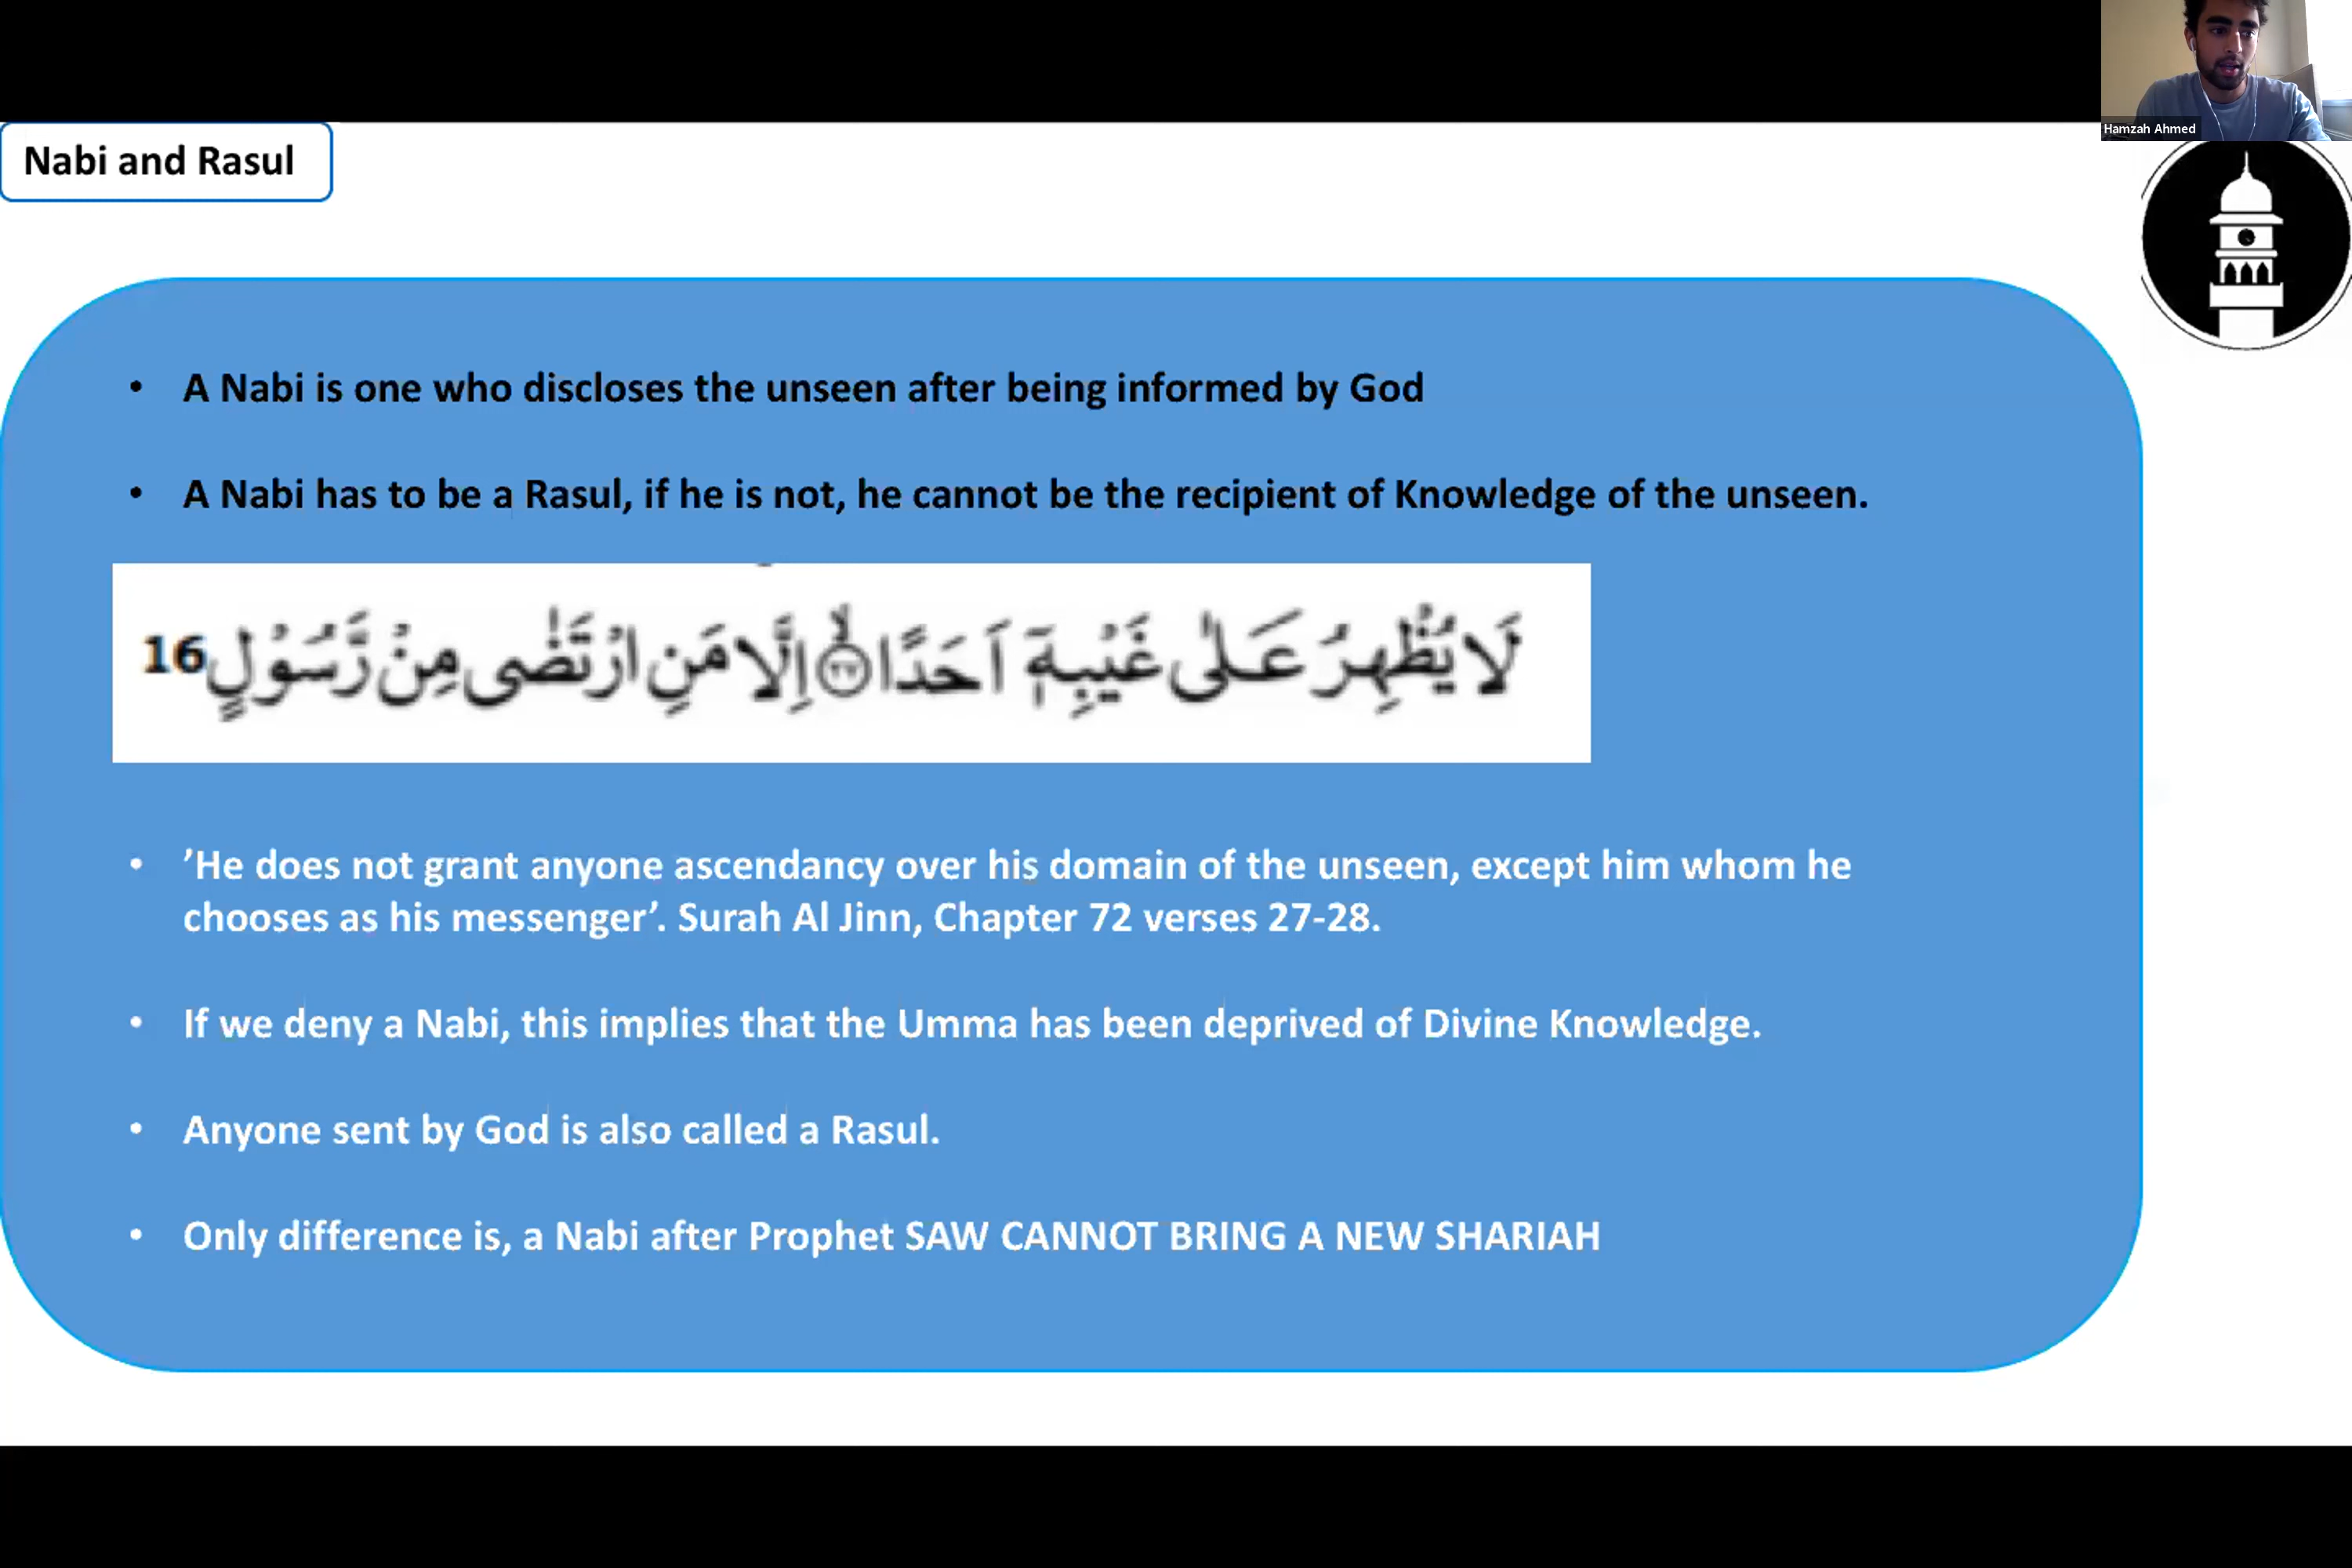 Hamzah Ahmed
Nabi and Rasul
• A Nabi is one who discloses the unseen after being informed by God
• A Nabi has to be a Rasul, if he is not, he cannot be the recipient of Knowledge of the unseen.
لَا يُظْهِرُ عَلٰى غَيْبِهٖۤ اَحَدًا ۙ﴿۲۷﴾ اِلَّا مَنِ ارْتَضٰى مِنْ رَّسُوْلٍ 16
• ’He does not grant anyone ascendancy over his domain of the unseen, except him whom he
chooses as his messenger’. Surah Al Jinn, Chapter 72 verses 27-28.
• If we deny a Nabi, this implies that the Umma has been deprived of Divine Knowledge.
• Anyone sent by God is also called a Rasul.
• Only difference is, a Nabi after Prophet SAW CANNOT BRING A NEW SHARIAH